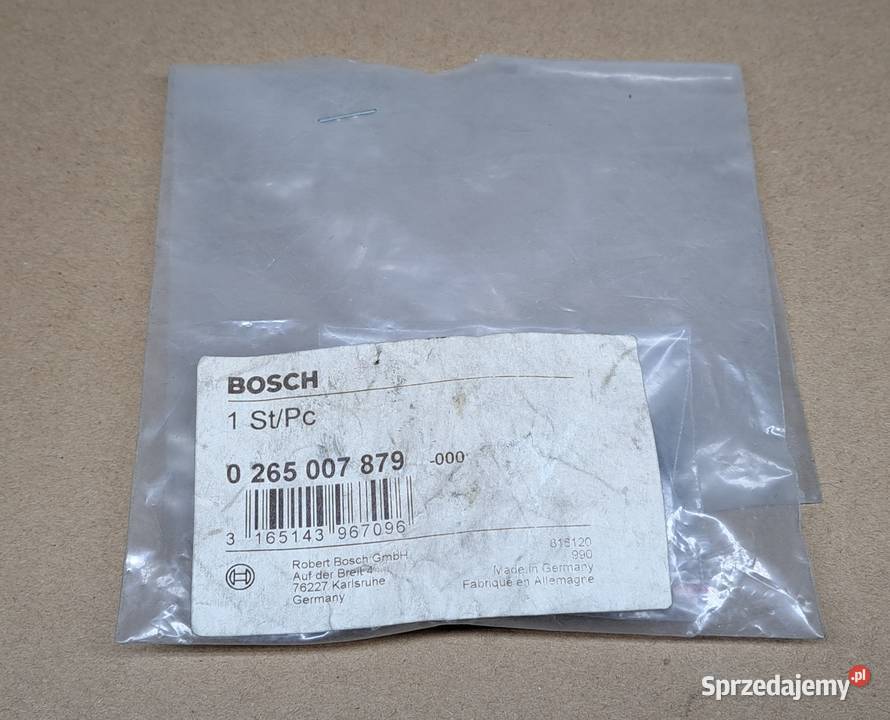 BOSCH
1 St/Pc
0 265 007 879 -000
3 165143 967096
Robert Bosch GmbH
Auf der Breit 4
76227 Karlsruhe
Germany
990
Made in Germany
Fabriqué en Allemagne
Sprzedajemy.pl